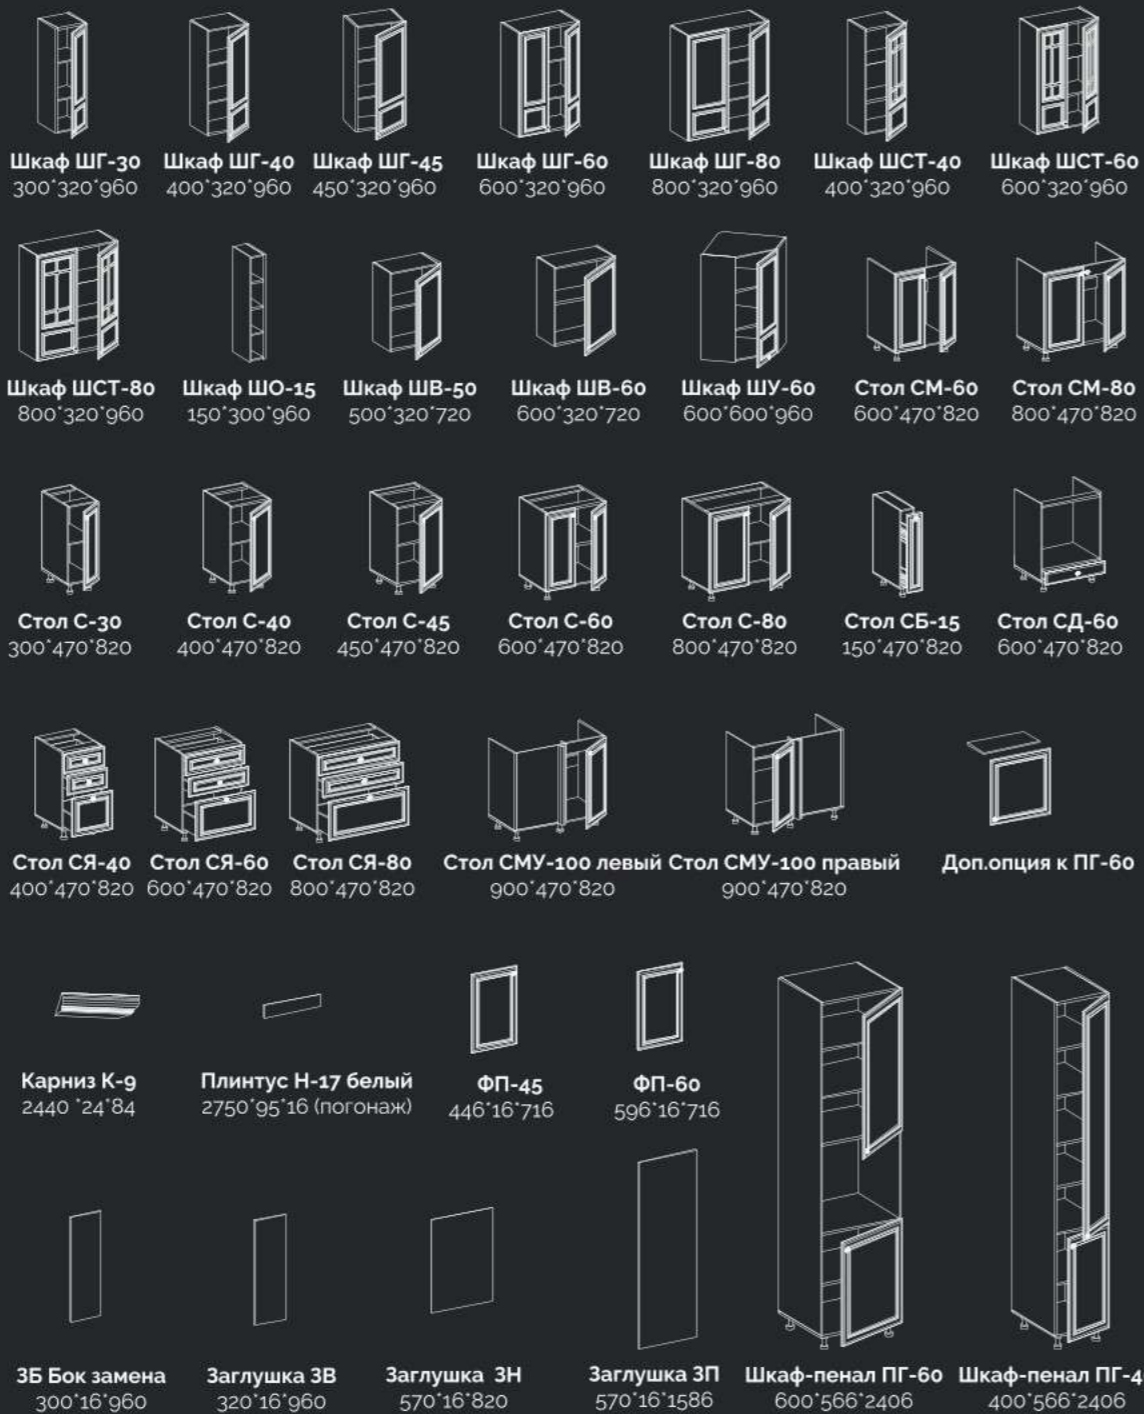 Шкаф ШГ-30 Шкаф ШГ-40 Шкаф ШГ-45 Шкаф ШГ-60 Шкаф ШГ-80 Шкаф ШСТ-40 Шкаф ШСТ-60
300*320*960 400*320*960 450*320*960 600*320*960 800*320*960 400*320*960 600*320*960
Шкаф ШСТ-80 Шкаф ШО-15 Шкаф ШВ-50 Шкаф ШВ-60 Шкаф ШУ-60 Стол СМ-60 Стол СМ-80
800*320*960 150*300*960 500*320*720 600*320*720 600*600*960 600*470*820 800*470*820
Стол С-30 Стол С-40 Стол С-45 Стол С-60 Стол С-80 Стол СБ-15 Стол СД-60
300*470*820 400*470*820 450*470*820 600*470*820 800*470*820 150*470*820 600*470*820
Стол СЯ-40 Стол СЯ-60 Стол СЯ-80 Стол СМУ-100 левый Стол СМУ-100 правый Доп.опция к ПГ-60
400*470*820 600*470*820 800*470*820 900*470*820 900*470*820
Карниз К-9 Плинтус Н-17 белый ФП-45 ФП-60
2440 *24*84 2750*95*16 (погонаж) 446*16*716 596*16*716
ЗБ Бок замена Заглушка ЗВ Заглушка ЗН Заглушка ЗП Шкаф-пенал ПГ-60 Шкаф-пенал ПГ-4
300*16*960 320*16*960 570*16*820 570*16*1586 600*566*2406 400*566*2406